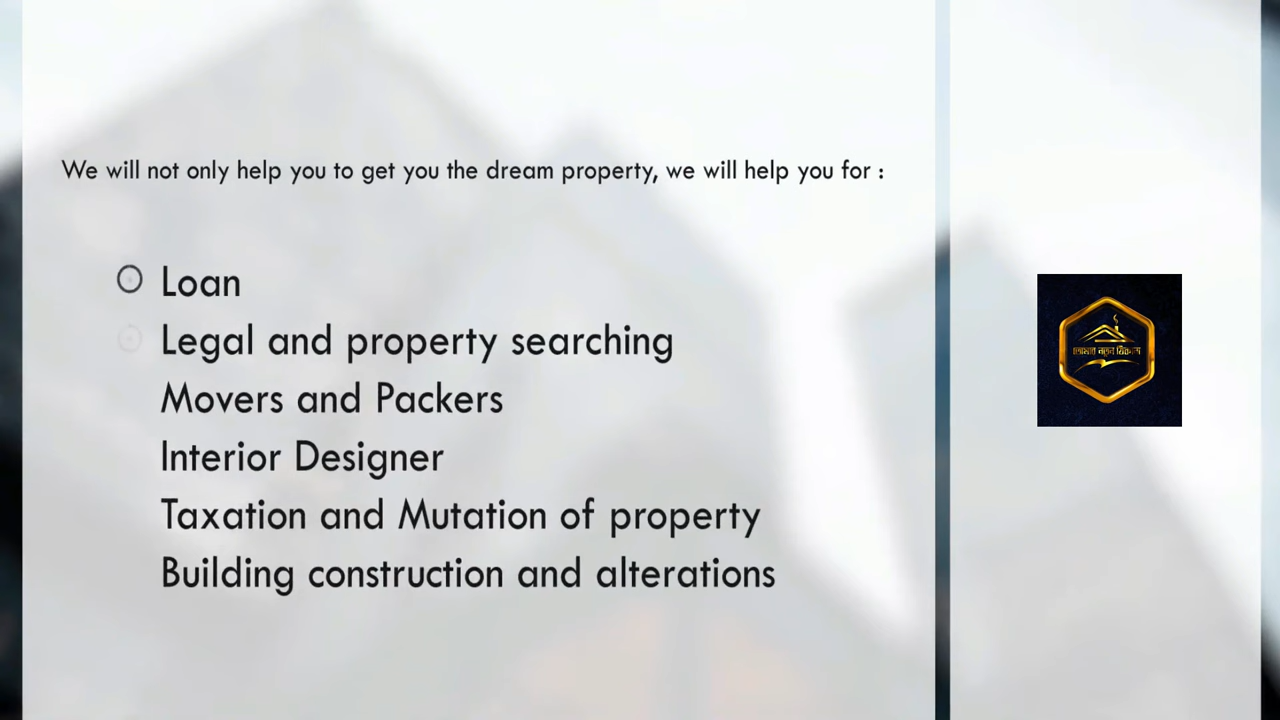 We will not only help you to get you the dream property, we will help you for :
Loan
Legal and property searching
Movers and Packers
Interior Designer
Taxation and Mutation of property
Building construction and alterations
তোমার নতুন ঠিকানা